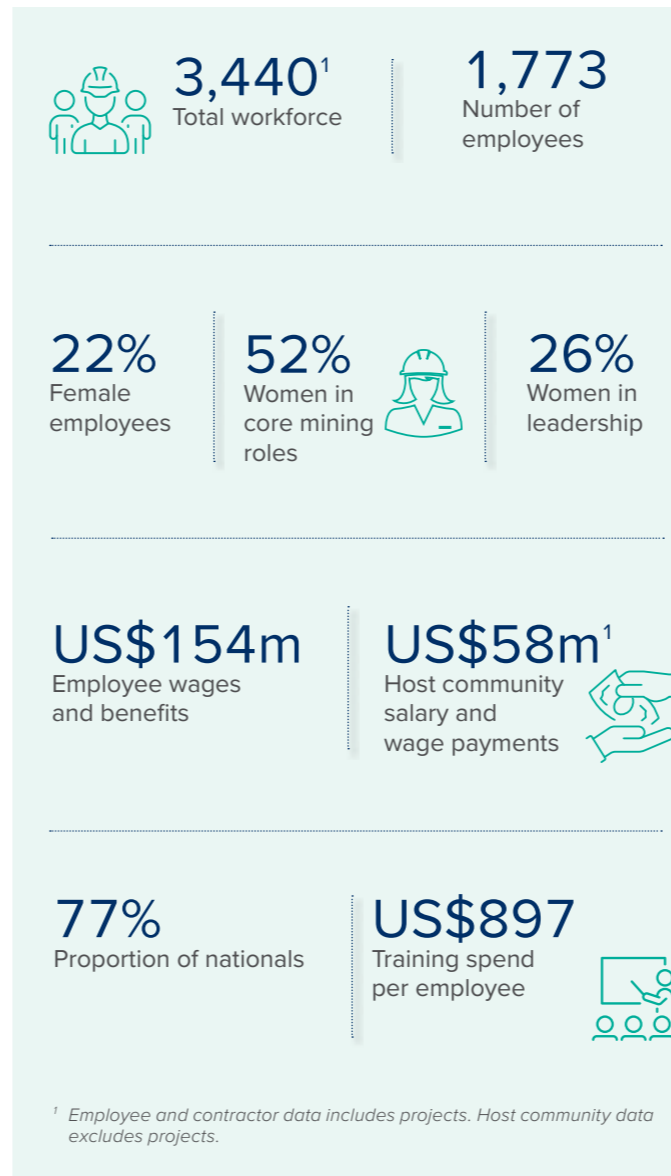 3,440¹
Total workforce
1,773
Number of
employees
22%
Female
employees
52%
Women in
core mining
roles
26%
Women in
leadership
US$154m
Employee wages
and benefits
US$58m¹
Host community
salary and
wage payments
77%
Proportion of nationals
US$897
Training spend
per employee
¹ Employee and contractor data includes projects. Host community data
excludes projects.